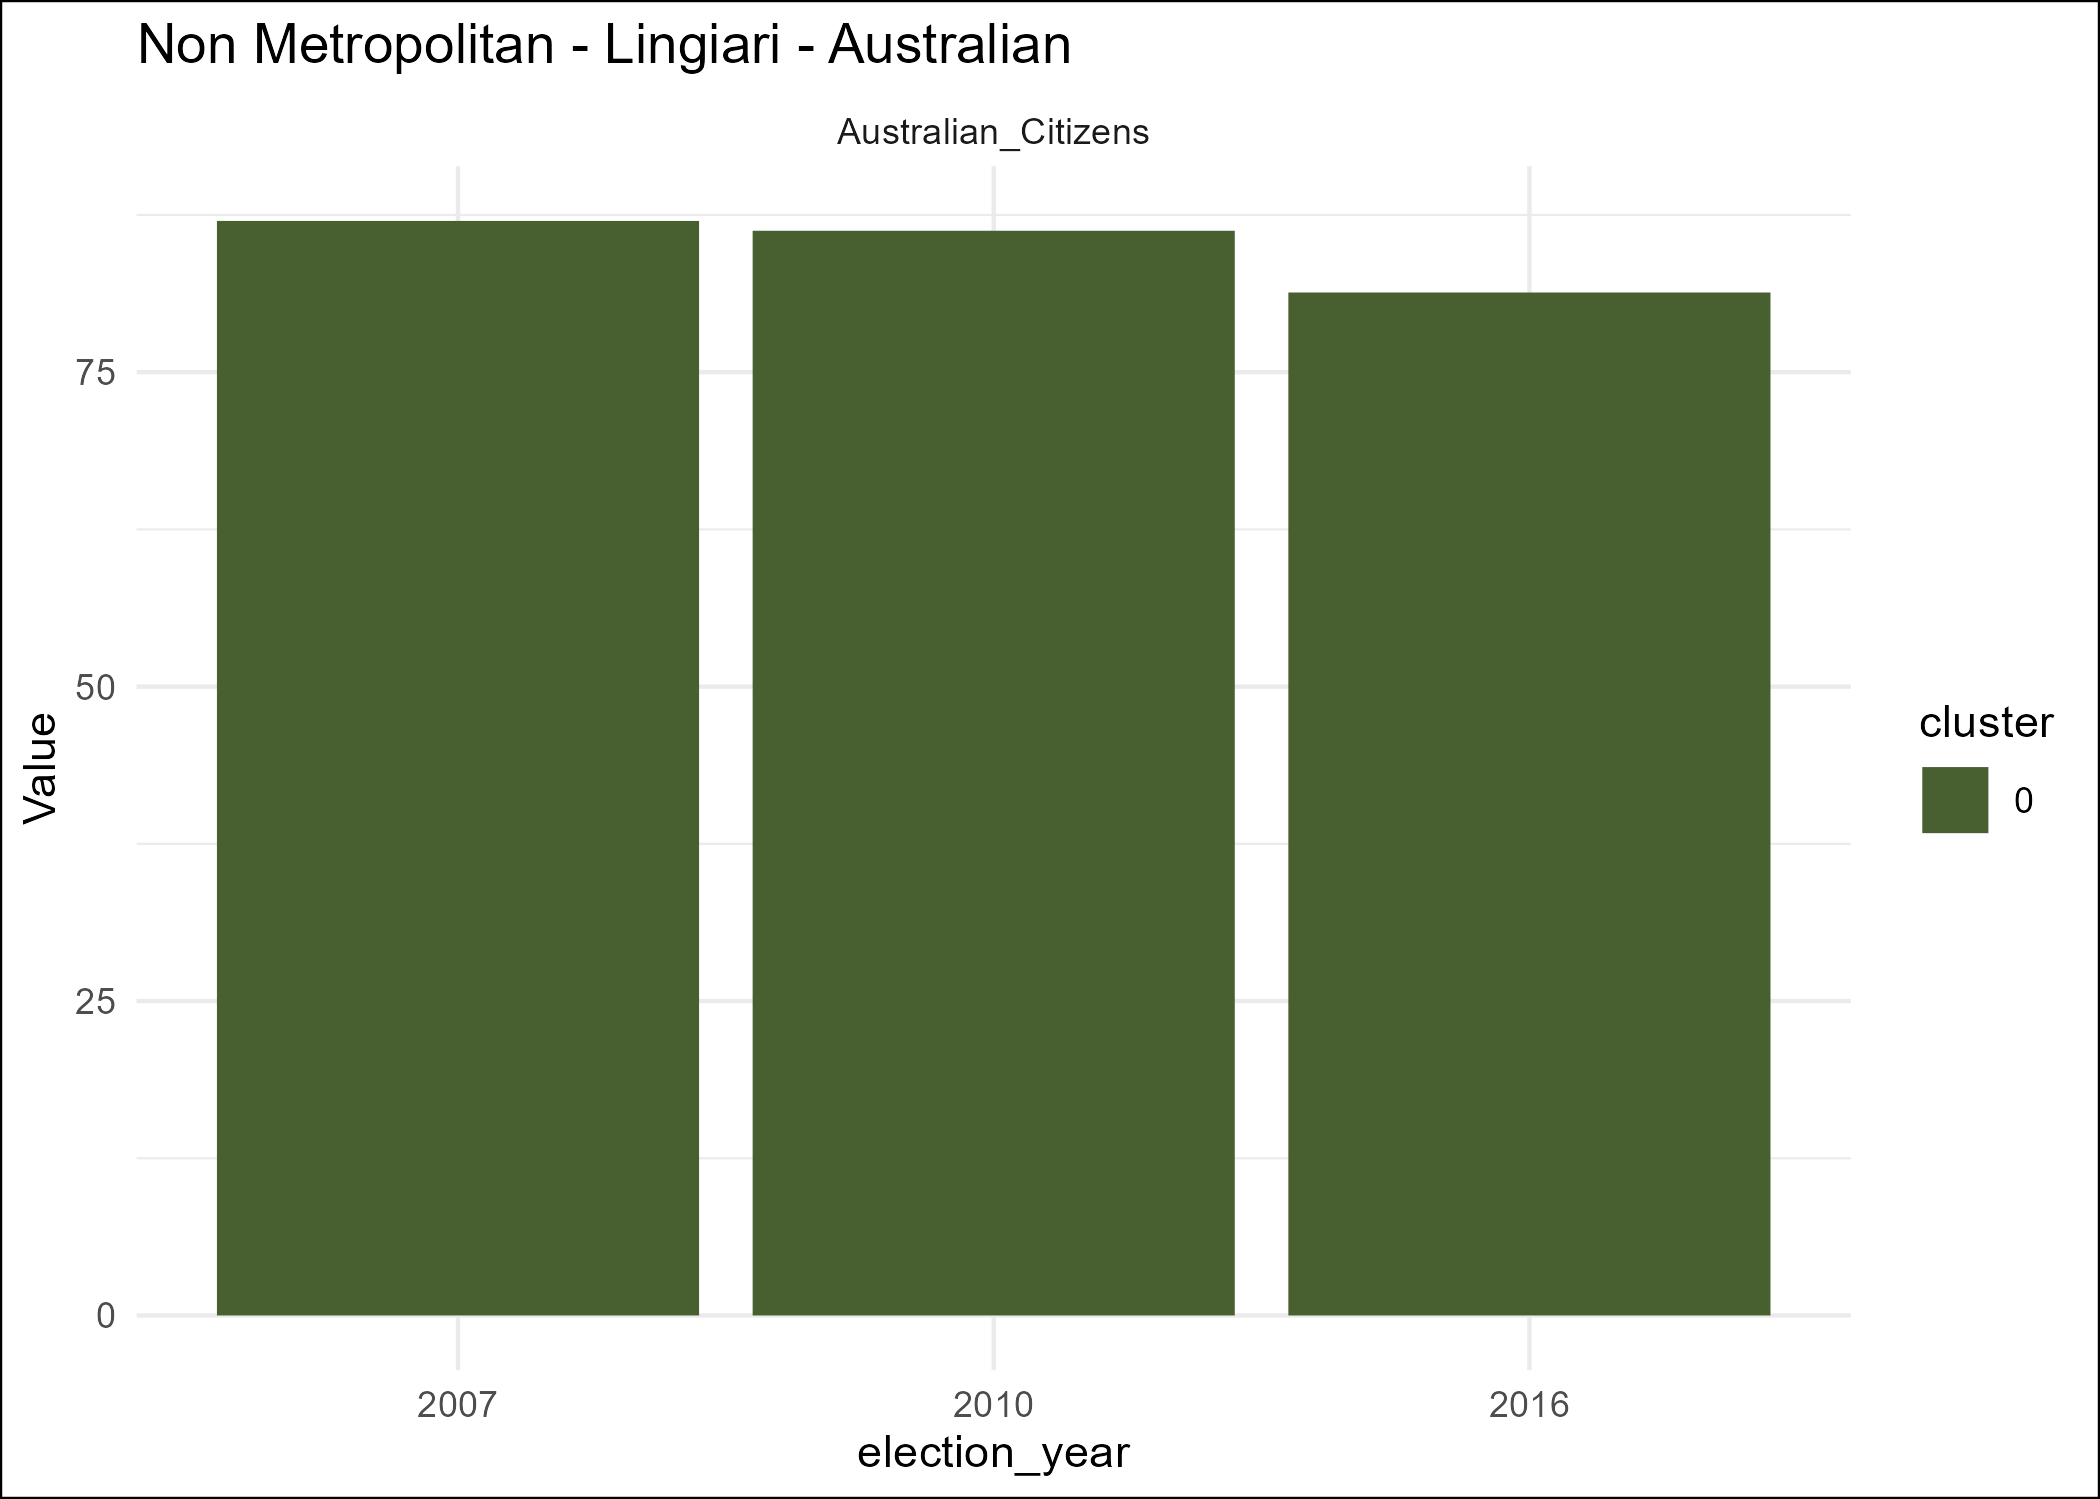 Non Metropolitan - Lingiari - Australian
Australian_Citizens
75
50
25
0
Value
2007
2010
2016
election_year
cluster
0